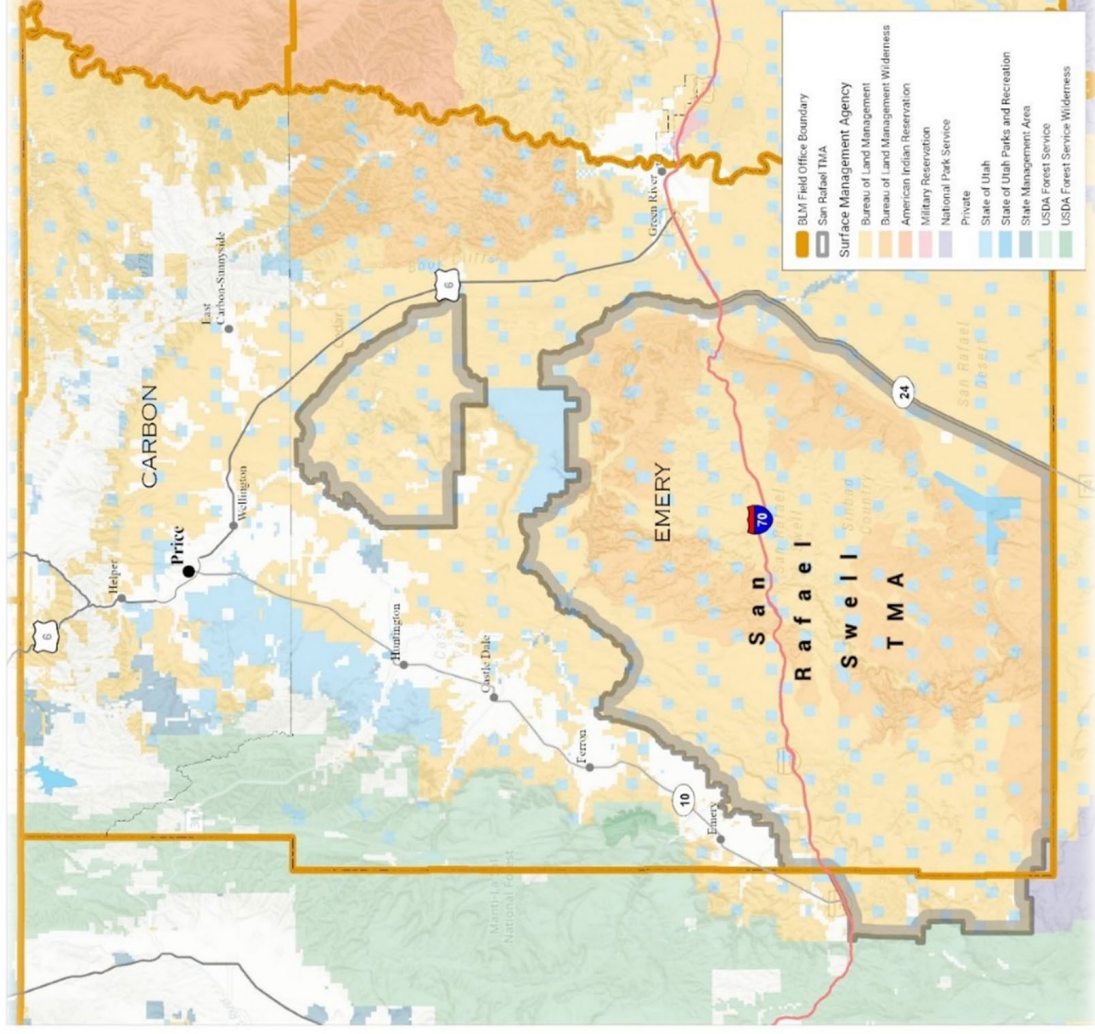 6
Helper
Price
Wellington
CARBON
East
Carbon-Sunnyside
6
Huntington
Castle Dale
Ferron
10
Emery
EMERY
Green River
70
24
San
Rafael
Swell
TMA
Manti-La Sal
National Forest
San Rafael
Desert
BLM Field Office Boundary
San Rafael TMA
Surface Management Agency
Bureau of Land Management
Bureau of Land Management Wilderness
American Indian Reservation
Military Reservation
National Park Service
Private
State of Utah
State of Utah Parks and Recreation
State Management Area
USDA Forest Service
USDA Forest Service Wilderness